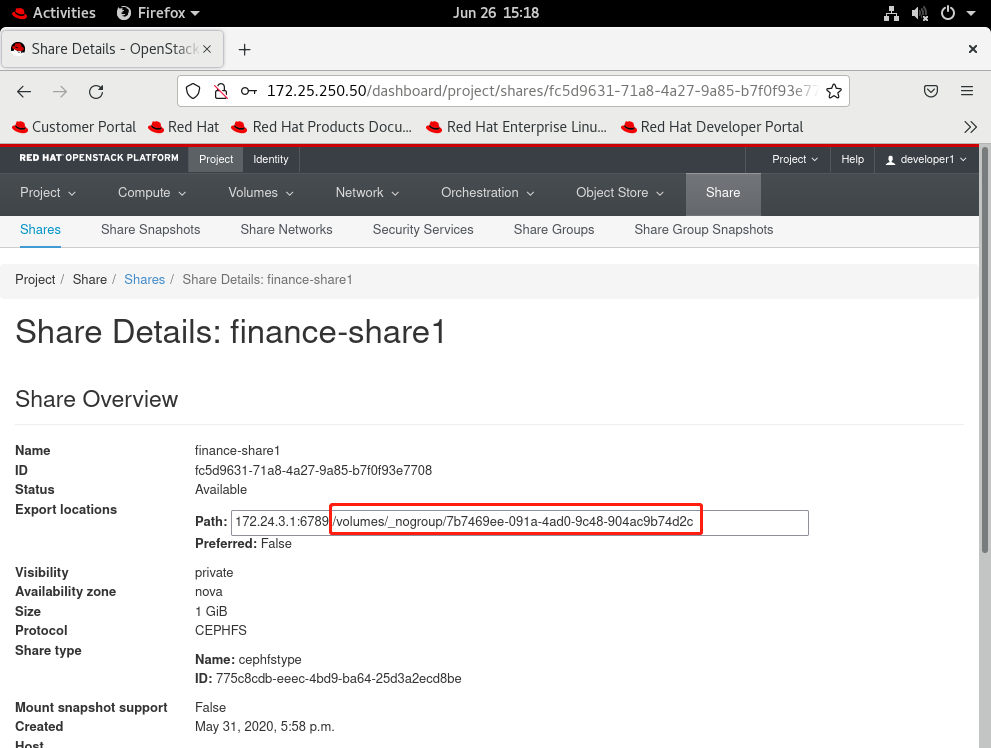 Activities Firefox Jun 26 15:18
Share Details - OpenStack
172.25.250.50/dashboard/project/shares/fc5d9631-71a8-4a27-9a85-b7f0f93e77
Customer Portal Red Hat Red Hat Products Docu... Red Hat Enterprise Linu... Red Hat Developer Portal
RED HAT OPENSTACK PLATFORM Project Identity Project Help developer1
Project Compute Volumes Network Orchestration Object Store Share
Shares Share Snapshots Share Networks Security Services Share Groups Share Group Snapshots
Project / Share / Shares / Share Details: finance-share1
Share Details: finance-share1
Share Overview
Name finance-share1
ID fc5d9631-71a8-4a27-9a85-b7f0f93e7708
Status Available
Export locations
Path: 172.24.3.1:6789:/volumes/_nogroup/7b7469ee-091a-4ad0-9c48-904ac9b74d2c
Preferred: False
Visibility private
Availability zone nova
Size 1 GiB
Protocol CEPHFS
Share type
Name: cephfstype
ID: 775c8cdb-eeec-4bd9-ba64-25d3a2ecd8be
Mount snapshot support False
Created May 31, 2020, 5:58 p.m.
Host